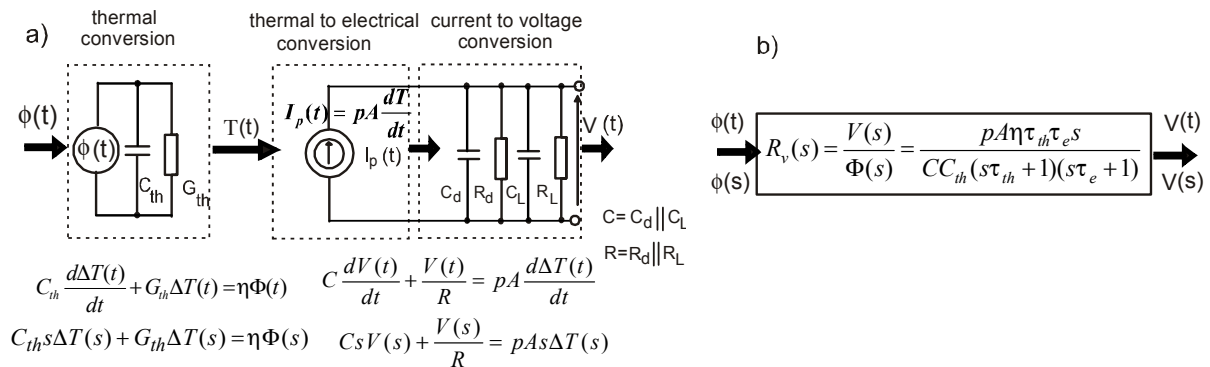 a)
thermal
conversion
thermal to electrical
conversion
current to voltage
conversion
b)
ϕ(t)
ϕ(t)
C_th
G_th
T(t)
I_p(t) = pA dT/dt
I_p(t)
C_d R_d C_L R_L
V(t)
C= C_d||C_L
R=R_d||R_L
C_th dΔT(t)/dt + G_th ΔT(t) = ηΦ(t)
C_th sΔT(s) + G_th ΔT(s) = ηΦ(s)
C dV(t)/dt + V(t)/R = pA dΔT(t)/dt
CsV(s) + V(s)/R = pAsΔT(s)
ϕ(t)
ϕ(s)
R_v(s) = V(s)/Φ(s) = pAητ_thτ_e s/CC_th(sτ_th +1)(sτ_e +1)
V(t)
V(s)